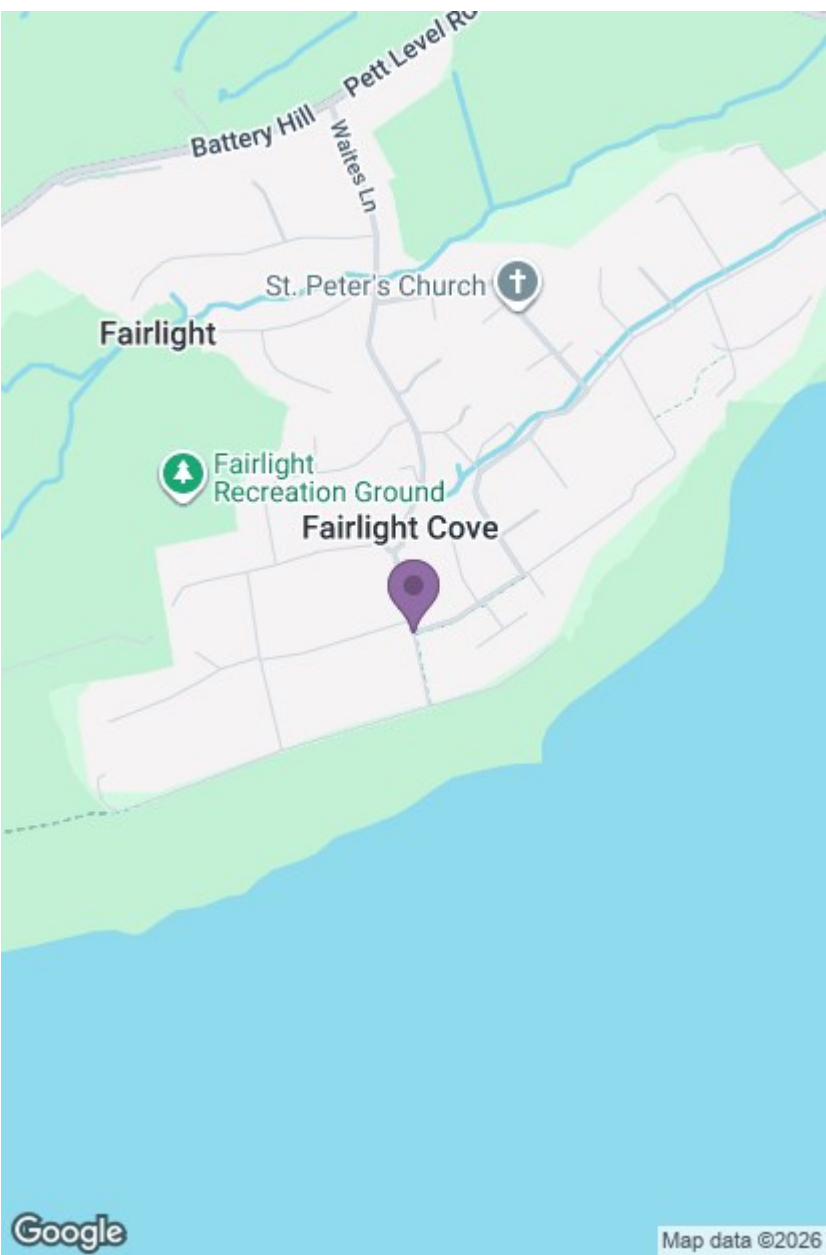 Pett Level Ro
Battery Hill
Waites Ln
St. Peter's Church
Fairlight
Fairlight
Recreation Ground
Fairlight Cove
Google
Map data ©2026